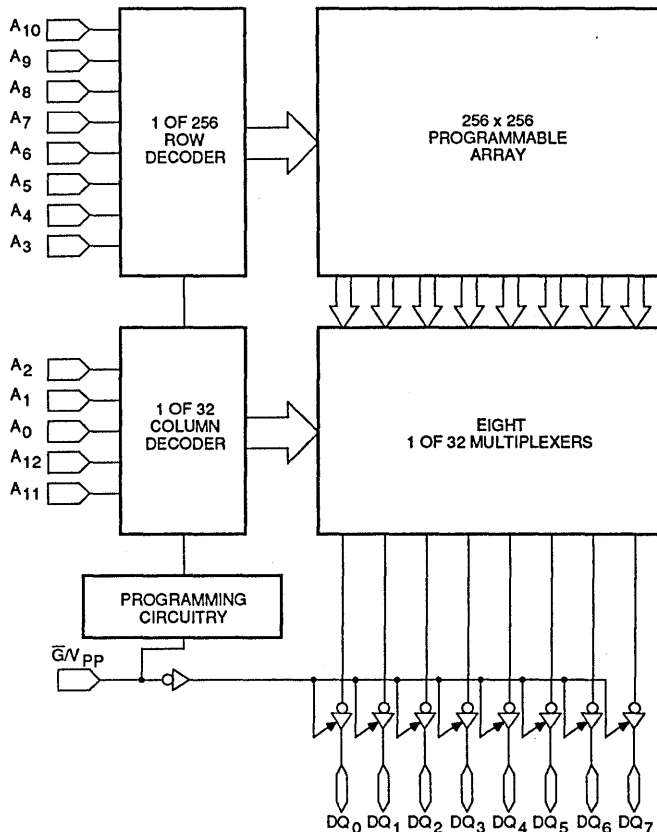 A10
A9
A8
A7
A6
A5
A4
A3
1 OF 256
ROW
DECODER
256 x 256
PROGRAMMABLE
ARRAY
A2
A1
A0
A12
A11
1 OF 32
COLUMN
DECODER
EIGHT
1 OF 32 MULTIPLEXERS
PROGRAMMING
CIRCUITRY
G̅/VPP
DQ0 DQ1 DQ2 DQ3 DQ4 DQ5 DQ6 DQ7